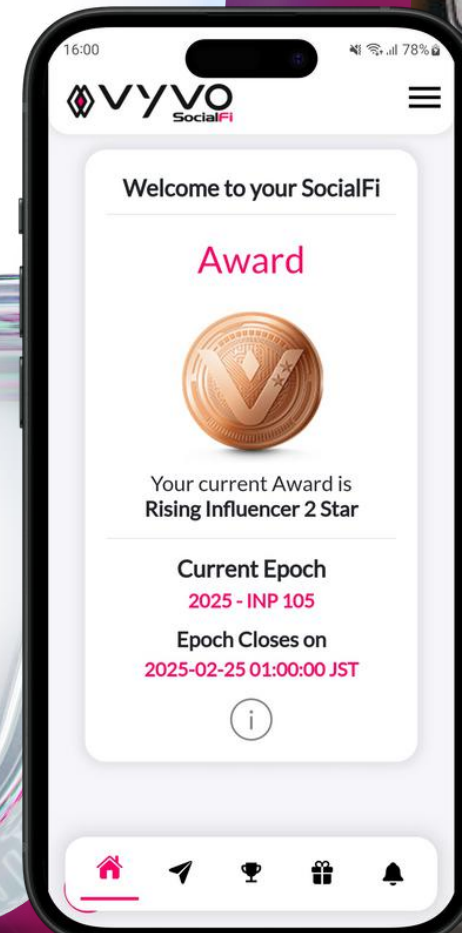 16:00 78%
VYVO
SocialFi
Welcome to your SocialFi
Award
Your current Award is
Rising Influencer 2 Star
Current Epoch
2025 - INP 105
Epoch Closes on
2025-02-25 01:00:00 JST
i